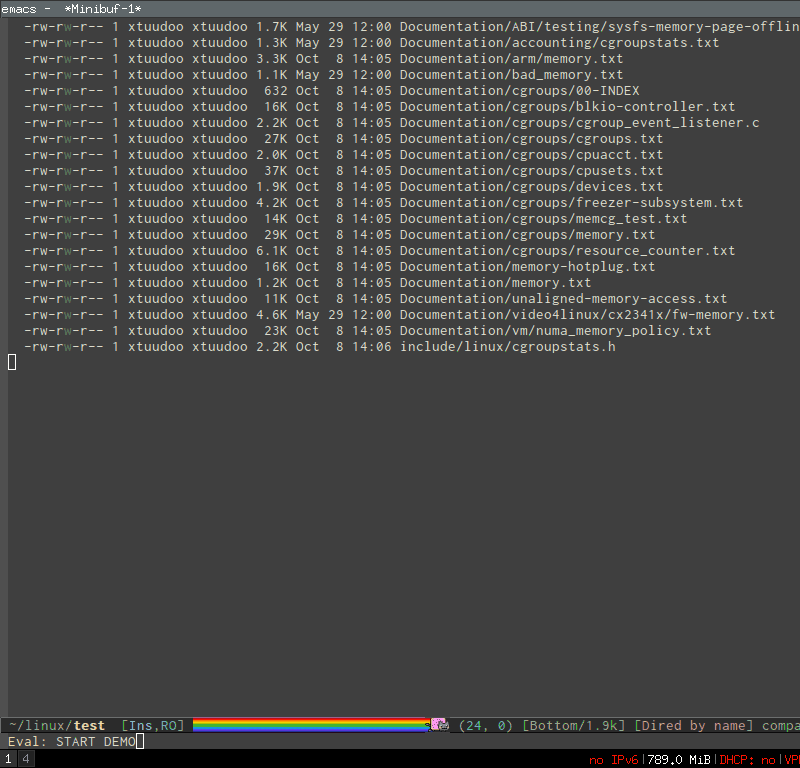 emacs -  *Minibuf-1*
-rw-rw-r-- 1 xtuudoo xtuudoo 1.7K May 29 12:00 Documentation/ABI/testing/sysfs-memory-page-offlin
-rw-rw-r-- 1 xtuudoo xtuudoo 1.3K May 29 12:00 Documentation/accounting/cgroupstats.txt
-rw-rw-r-- 1 xtuudoo xtuudoo 3.3K Oct  8 14:05 Documentation/arm/memory.txt
-rw-rw-r-- 1 xtuudoo xtuudoo 1.1K May 29 12:00 Documentation/bad_memory.txt
-rw-rw-r-- 1 xtuudoo xtuudoo  632 Oct  8 14:05 Documentation/cgroups/00-INDEX
-rw-rw-r-- 1 xtuudoo xtuudoo  16K Oct  8 14:05 Documentation/cgroups/blkio-controller.txt
-rw-rw-r-- 1 xtuudoo xtuudoo 2.2K Oct  8 14:05 Documentation/cgroups/cgroup_event_listener.c
-rw-rw-r-- 1 xtuudoo xtuudoo  27K Oct  8 14:05 Documentation/cgroups/cgroups.txt
-rw-rw-r-- 1 xtuudoo xtuudoo 2.0K Oct  8 14:05 Documentation/cgroups/cpuacct.txt
-rw-rw-r-- 1 xtuudoo xtuudoo  37K Oct  8 14:05 Documentation/cgroups/cpusets.txt
-rw-rw-r-- 1 xtuudoo xtuudoo 1.9K Oct  8 14:05 Documentation/cgroups/devices.txt
-rw-rw-r-- 1 xtuudoo xtuudoo 4.2K Oct  8 14:05 Documentation/cgroups/freezer-subsystem.txt
-rw-rw-r-- 1 xtuudoo xtuudoo  14K Oct  8 14:05 Documentation/cgroups/memcg_test.txt
-rw-rw-r-- 1 xtuudoo xtuudoo  29K Oct  8 14:05 Documentation/cgroups/memory.txt
-rw-rw-r-- 1 xtuudoo xtuudoo 6.1K Oct  8 14:05 Documentation/cgroups/resource_counter.txt
-rw-rw-r-- 1 xtuudoo xtuudoo  16K Oct  8 14:05 Documentation/memory-hotplug.txt
-rw-rw-r-- 1 xtuudoo xtuudoo 1.2K Oct  8 14:05 Documentation/memory.txt
-rw-rw-r-- 1 xtuudoo xtuudoo  11K Oct  8 14:05 Documentation/unaligned-memory-access.txt
-rw-rw-r-- 1 xtuudoo xtuudoo 4.6K May 29 12:00 Documentation/video4linux/cx2341x/fw-memory.txt
-rw-rw-r-- 1 xtuudoo xtuudoo  23K Oct  8 14:05 Documentation/vm/numa_memory_policy.txt
-rw-rw-r-- 1 xtuudoo xtuudoo 2.2K Oct  8 14:06 include/linux/cgroupstats.h
~/linux/test  [Ins,RO] (24, 0) [Bottom/1.9k] [Dired by name] compa
Eval: START DEMO
1 4 no IPv6|789.0 MiB|DHCP: no|VP